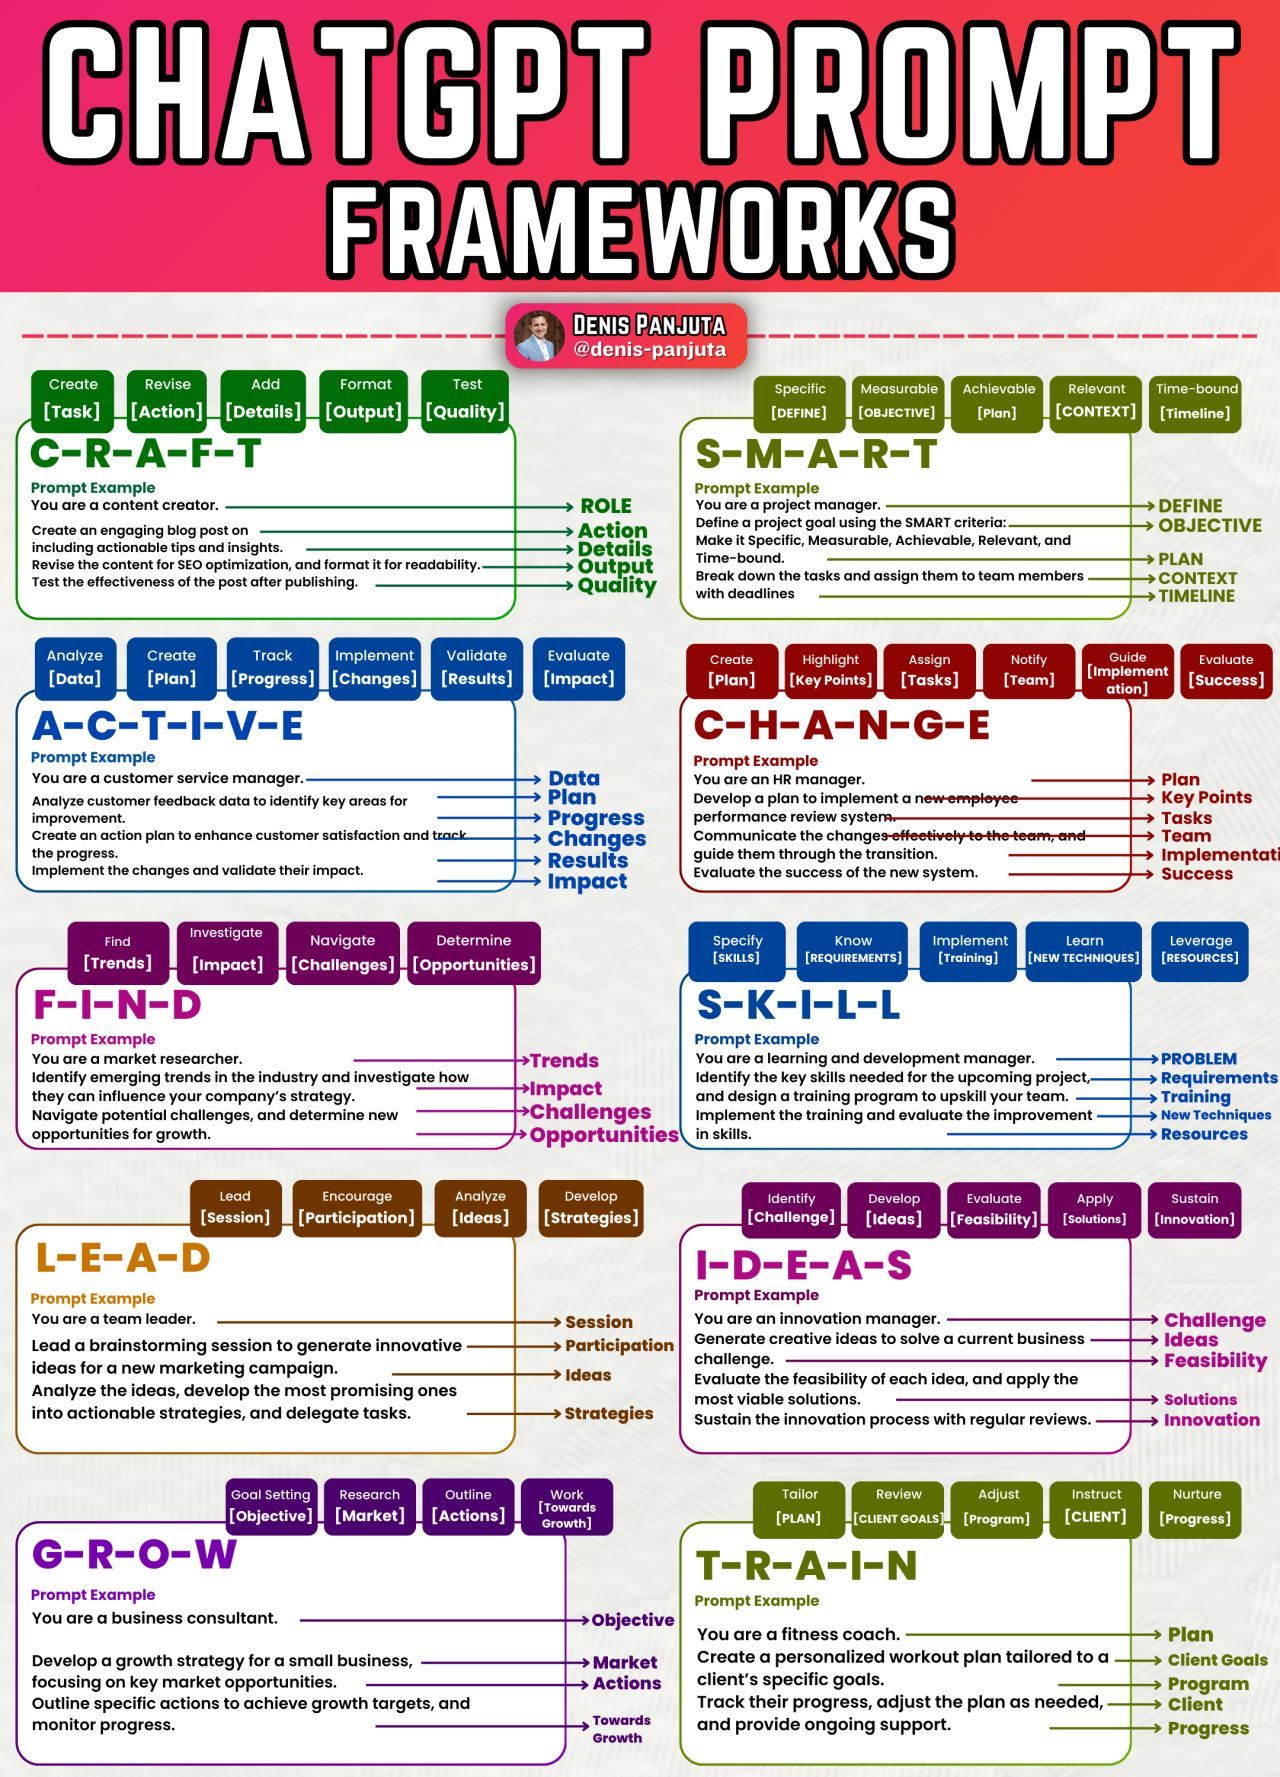 CHATGPT PROMPT
FRAMEWORKS
DENIS PANJUTA
@denis-panjuta
Create
[Task]
Revise
[Action]
Add
[Details]
Format
[Output]
Test
[Quality]
C-R-A-F-T
Prompt Example
You are a content creator.
Create an engaging blog post on
including actionable tips and insights.
Revise the content for SEO optimization, and format it for readability.
Test the effectiveness of the post after publishing.
ROLE
Action
Details
Output
Quality
Specific
[DEFINE]
Measurable
[OBJECTIVE]
Achievable
[Plan]
Relevant
[CONTEXT]
Time-bound
[Timeline]
S-M-A-R-T
Prompt Example
You are a project manager.
Define a project goal using the SMART criteria:
Make it Specific, Measurable, Achievable, Relevant, and
Time-bound.
Break down the tasks and assign them to team members
with deadlines
DEFINE
OBJECTIVE
PLAN
CONTEXT
TIMELINE
Analyze
[Data]
Create
[Plan]
Track
[Progress]
Implement
[Changes]
Validate
[Results]
Evaluate
[Impact]
A-C-T-I-V-E
Prompt Example
You are a customer service manager.
Analyze customer feedback data to identify key areas for
improvement.
Create an action plan to enhance customer satisfaction and track
the progress.
Implement the changes and validate their impact.
Data
Plan
Progress
Changes
Results
Impact
Create
[Plan]
Highlight
[Key Points]
Assign
[Tasks]
Notify
[Team]
Guide
[Implement
ation]
Evaluate
[Success]
C-H-A-N-G-E
Prompt Example
You are an HR manager.
Develop a plan to implement a new employee
performance review system.
Communicate the changes effectively to the team, and
guide them through the transition.
Evaluate the success of the new system.
Plan
Key Points
Tasks
Team
Implementati
Success
Find
[Trends]
Investigate
[Impact]
Navigate
[Challenges]
Determine
[Opportunities]
F-I-N-D
Prompt Example
You are a market researcher.
Identify emerging trends in the industry and investigate how
they can influence your company's strategy.
Navigate potential challenges, and determine new
opportunities for growth.
Trends
Impact
Challenges
Opportunities
Specify
[SKILLS]
Know
[REQUIREMENTS]
Implement
[Training]
Learn
[NEW TECHNIQUES]
Leverage
[RESOURCES]
S-K-I-L-L
Prompt Example
You are a learning and development manager.
Identify the key skills needed for the upcoming project,
and design a training program to upskill your team.
Implement the training and evaluate the improvement
in skills.
PROBLEM
Requirements
Training
New Techniques
Resources
Lead
[Session]
Encourage
[Participation]
Analyze
[Ideas]
Develop
[Strategies]
L-E-A-D
Prompt Example
You are a team leader.
Lead a brainstorming session to generate innovative
ideas for a new marketing campaign.
Analyze the ideas, develop the most promising ones
into actionable strategies, and delegate tasks.
Session
Participation
Ideas
Strategies
Identify
[Challenge]
Develop
[Ideas]
Evaluate
[Feasibility]
Apply
[Solutions]
Sustain
[Innovation]
I-D-E-A-S
Prompt Example
You are an innovation manager.
Generate creative ideas to solve a current business
challenge.
Evaluate the feasibility of each idea, and apply the
most viable solutions.
Sustain the innovation process with regular reviews.
Challenge
Ideas
Feasibility
Solutions
Innovation
Goal Setting
[Objective]
Research
[Market]
Outline
[Actions]
Work
[Towards
Growth]
G-R-O-W
Prompt Example
You are a business consultant.
Develop a growth strategy for a small business,
focusing on key market opportunities.
Outline specific actions to achieve growth targets, and
monitor progress.
Objective
Market
Actions
Towards
Growth
Tailor
[PLAN]
Review
[CLIENT GOALS]
Adjust
[Program]
Instruct
[CLIENT]
Nurture
[Progress]
T-R-A-I-N
Prompt Example
You are a fitness coach.
Create a personalized workout plan tailored to a
client's specific goals.
Track their progress, adjust the plan as needed,
and provide ongoing support.
Plan
Client Goals
Program
Client
Progress